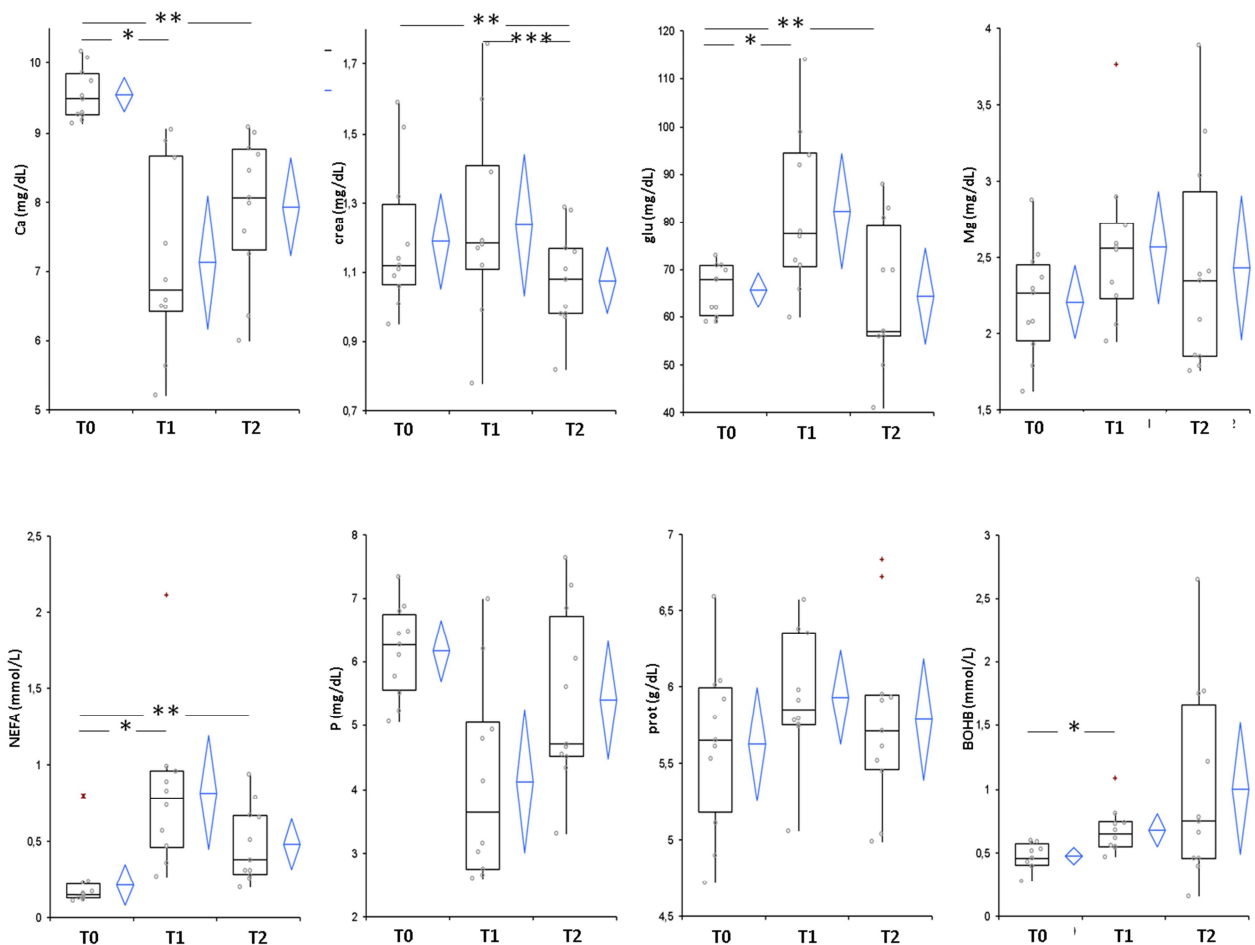 ** ** **
* *** *
Ca (mg/dL) 10 9 8 7 6 5 T0 T1 T2
crea (mg/dL) 1,7 1,5 1,3 1,1 0,9 0,7 T0 T1 T2
glu (mg/dL) 120 110 100 90 80 70 60 50 40 T0 T1 T2
Mg (mg/dL) 4 3,5 3 2,5 2 1,5 T0 T1 T2
NEFA (mmol/L) 2,5 2 1,5 1 0,5 0 T0 T1 T2
** *
P (mg/dL) 8 7 6 5 4 3 2 T0 T1 T2
prot (g/dL) 7 6,5 6 5,5 5 4,5 T0 T1 T2
BOHB (mmol/L) 3 2,5 2 1,5 1 0,5 0 T0 T1 T2
*